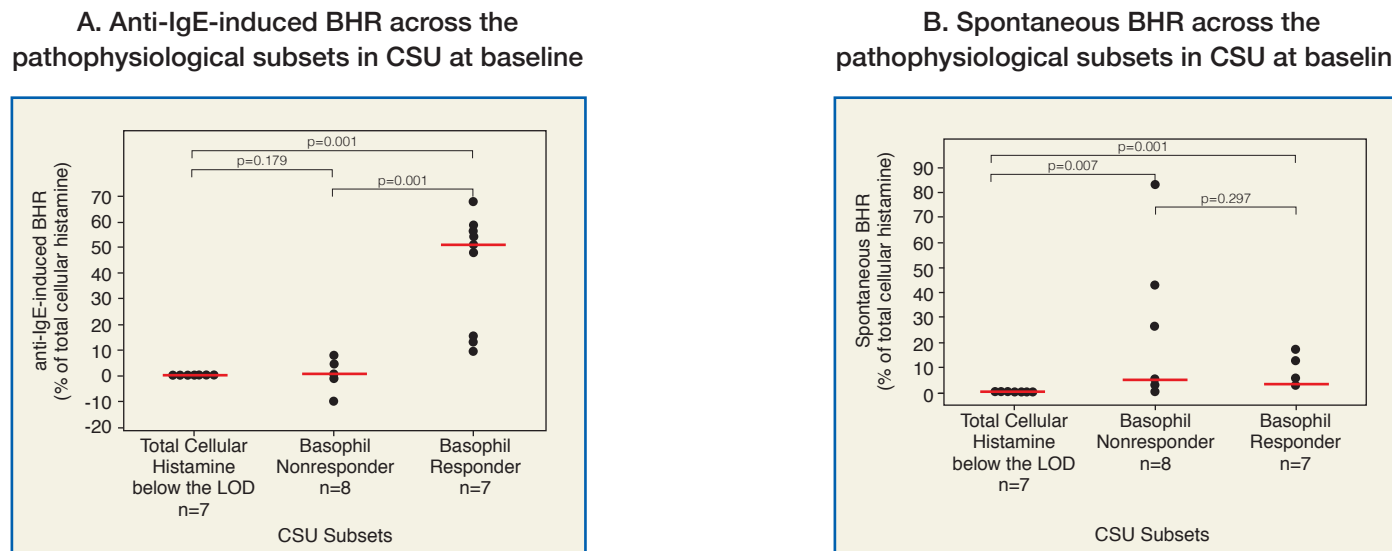 A. Anti-IgE-induced BHR across the
pathophysiological subsets in CSU at baseline
p=0.001
p=0.179
p=0.001
anti-IgE-induced BHR
(% of total cellular histamine)
70
60
50
40
30
20
10
0
-10
-20
Total Cellular
Histamine
below the LOD
n=7
Basophil
Nonresponder
n=8
Basophil
Responder
n=7
CSU Subsets
B. Spontaneous BHR across the
pathophysiological subsets in CSU at baselin
p=0.001
p=0.007
p=0.297
Spontaneous BHR
(% of total cellular histamine)
90
80
70
60
50
40
30
20
10
0
Total Cellular
Histamine
below the LOD
n=7
Basophil
Nonresponder
n=8
Basophil
Responder
n=7
CSU Subsets